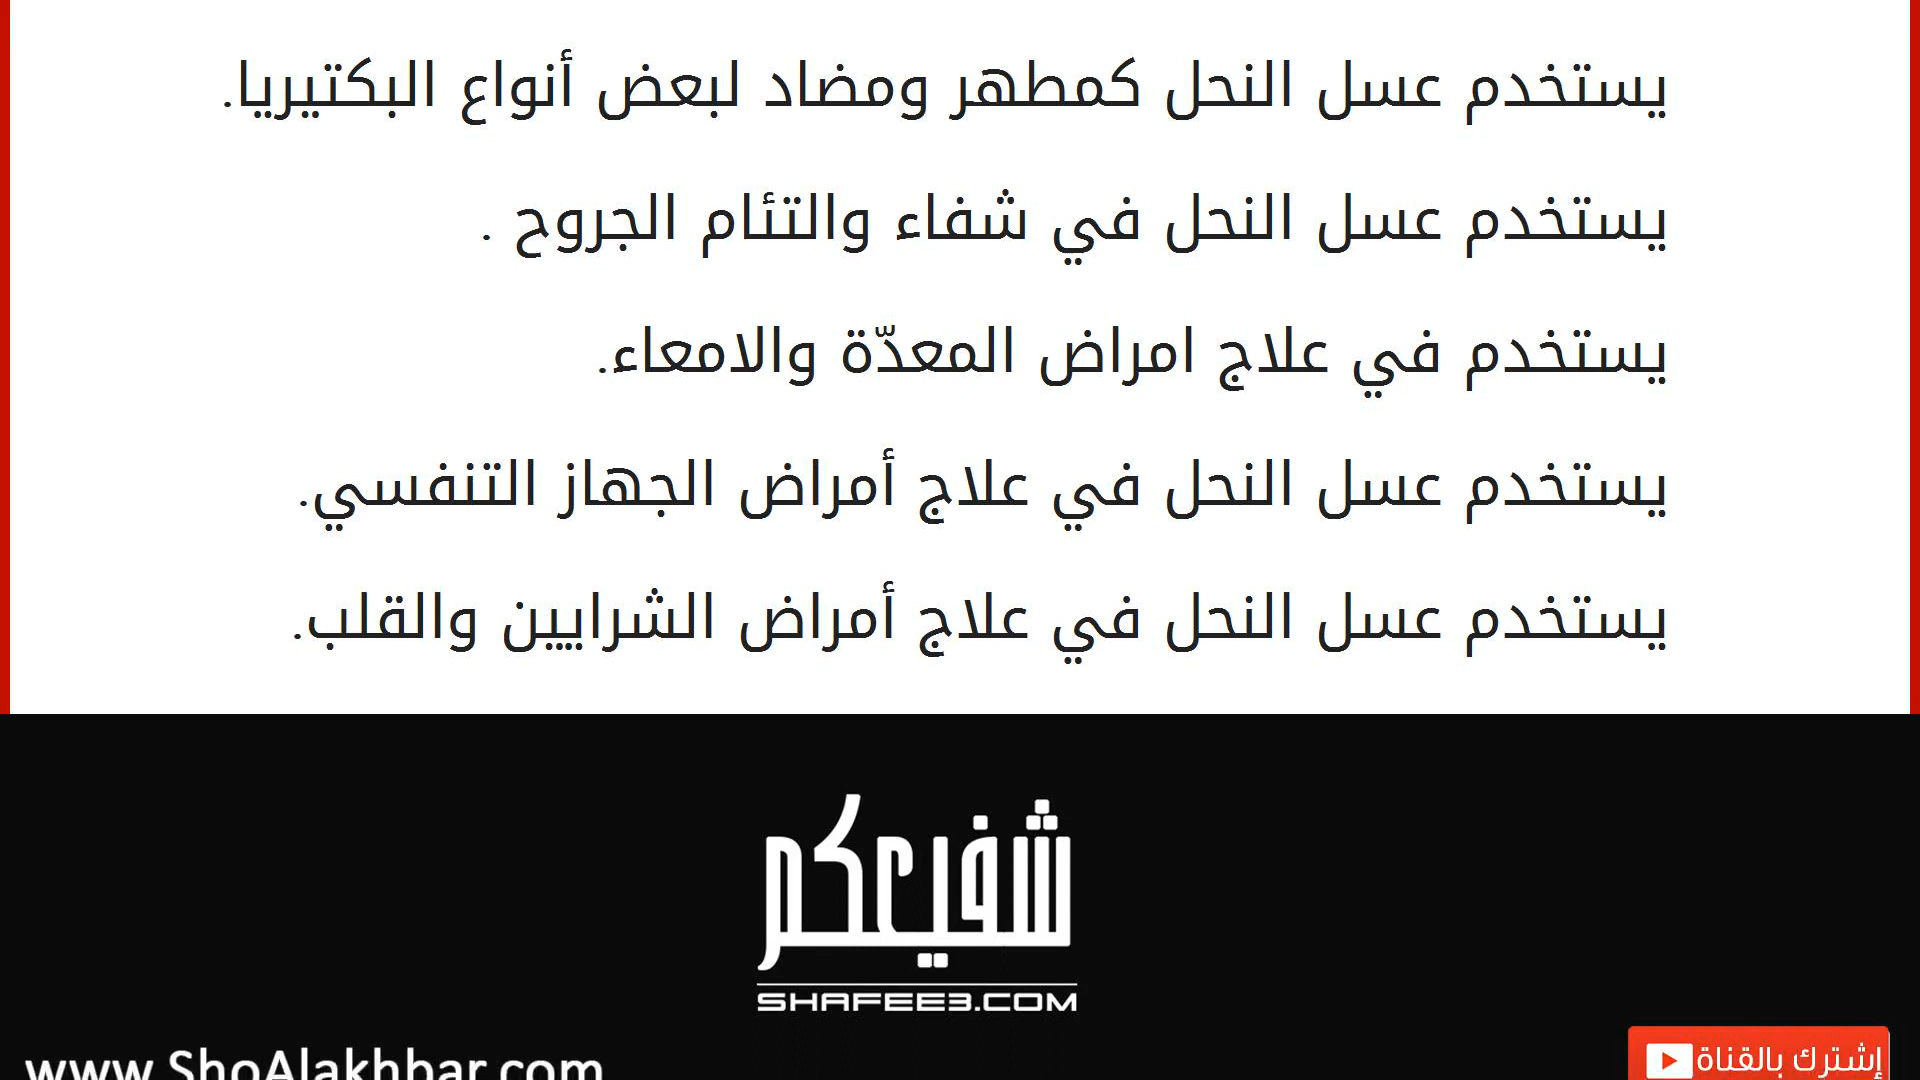 يستخدم عسل النحل كمطهر ومضاد لبعض أنواع البكتيريا.
يستخدم عسل النحل في شفاء والتئام الجروح .
يستخدم في علاج امراض المعدّة والامعاء.
يستخدم عسل النحل في علاج أمراض الجهاز التنفسي.
يستخدم عسل النحل في علاج أمراض الشرايين والقلب.
شفيعكم
SHAFEE3.COM
www.ShoAlakhbar.com
إشترك بالقناة